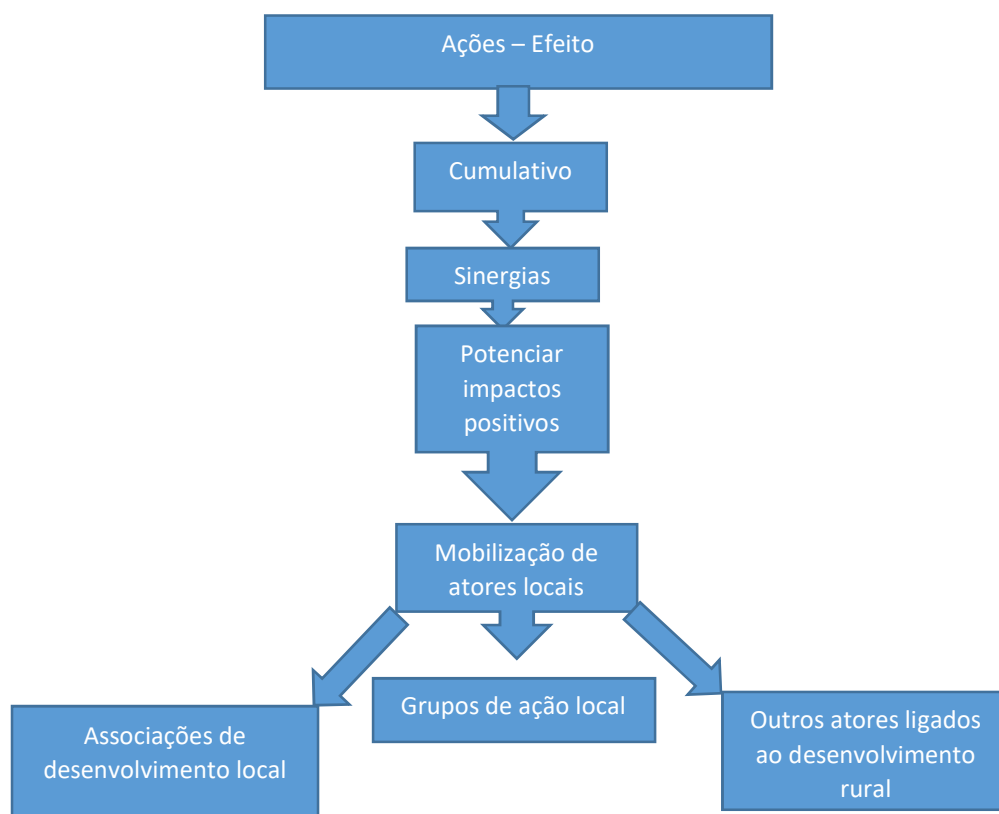 Ações – Efeito
Cumulativo
Sinergias
Potenciar
impactos
positivos
Mobilização de
atores locais
Associações de
desenvolvimento local
Grupos de ação local
Outros atores ligados
ao desenvolvimento
rural